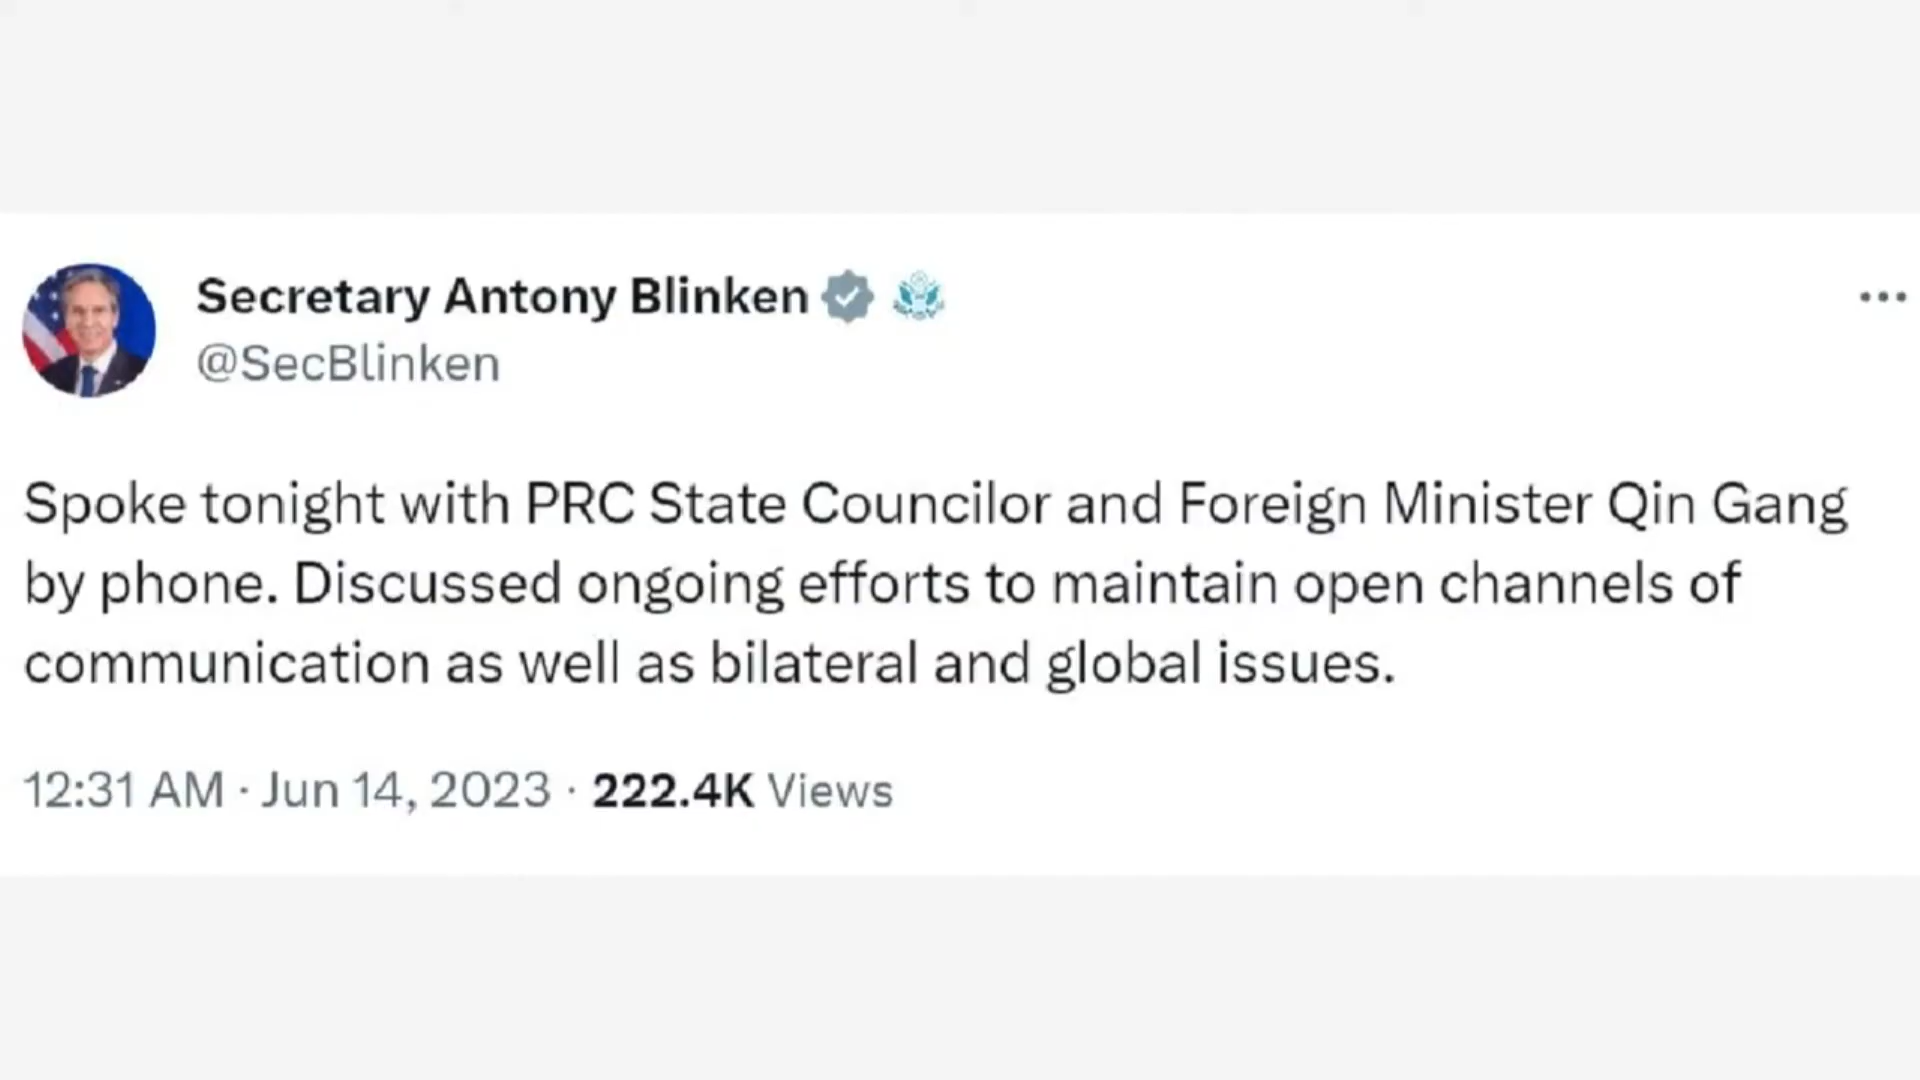 Secretary Antony Blinken
@SecBlinken
Spoke tonight with PRC State Councilor and Foreign Minister Qin Gang
by phone. Discussed ongoing efforts to maintain open channels of
communication as well as bilateral and global issues.
12:31 AM · Jun 14, 2023 · 222.4K Views